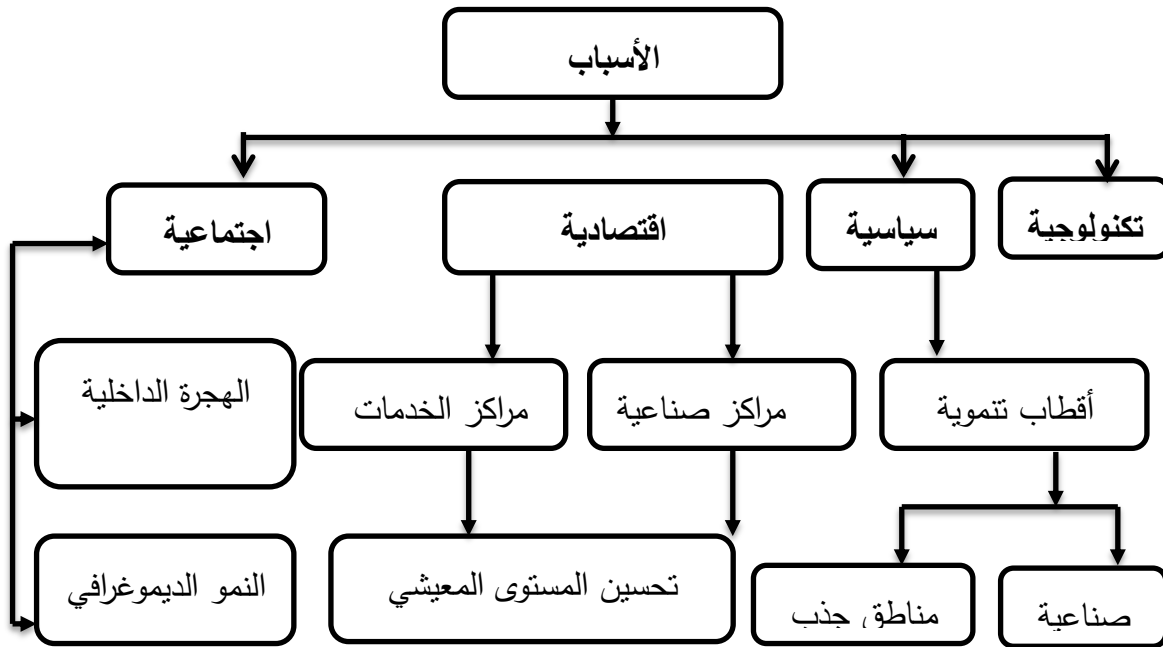 الأسباب
تكنولوجية
سياسية
اقتصادية
اجتماعية
أقطاب تنموية
مراكز صناعية
مراكز الخدمات
الهجرة الداخلية
صناعية
مناطق جذب
تحسين المستوى المعيشي
النمو الديموغرافي